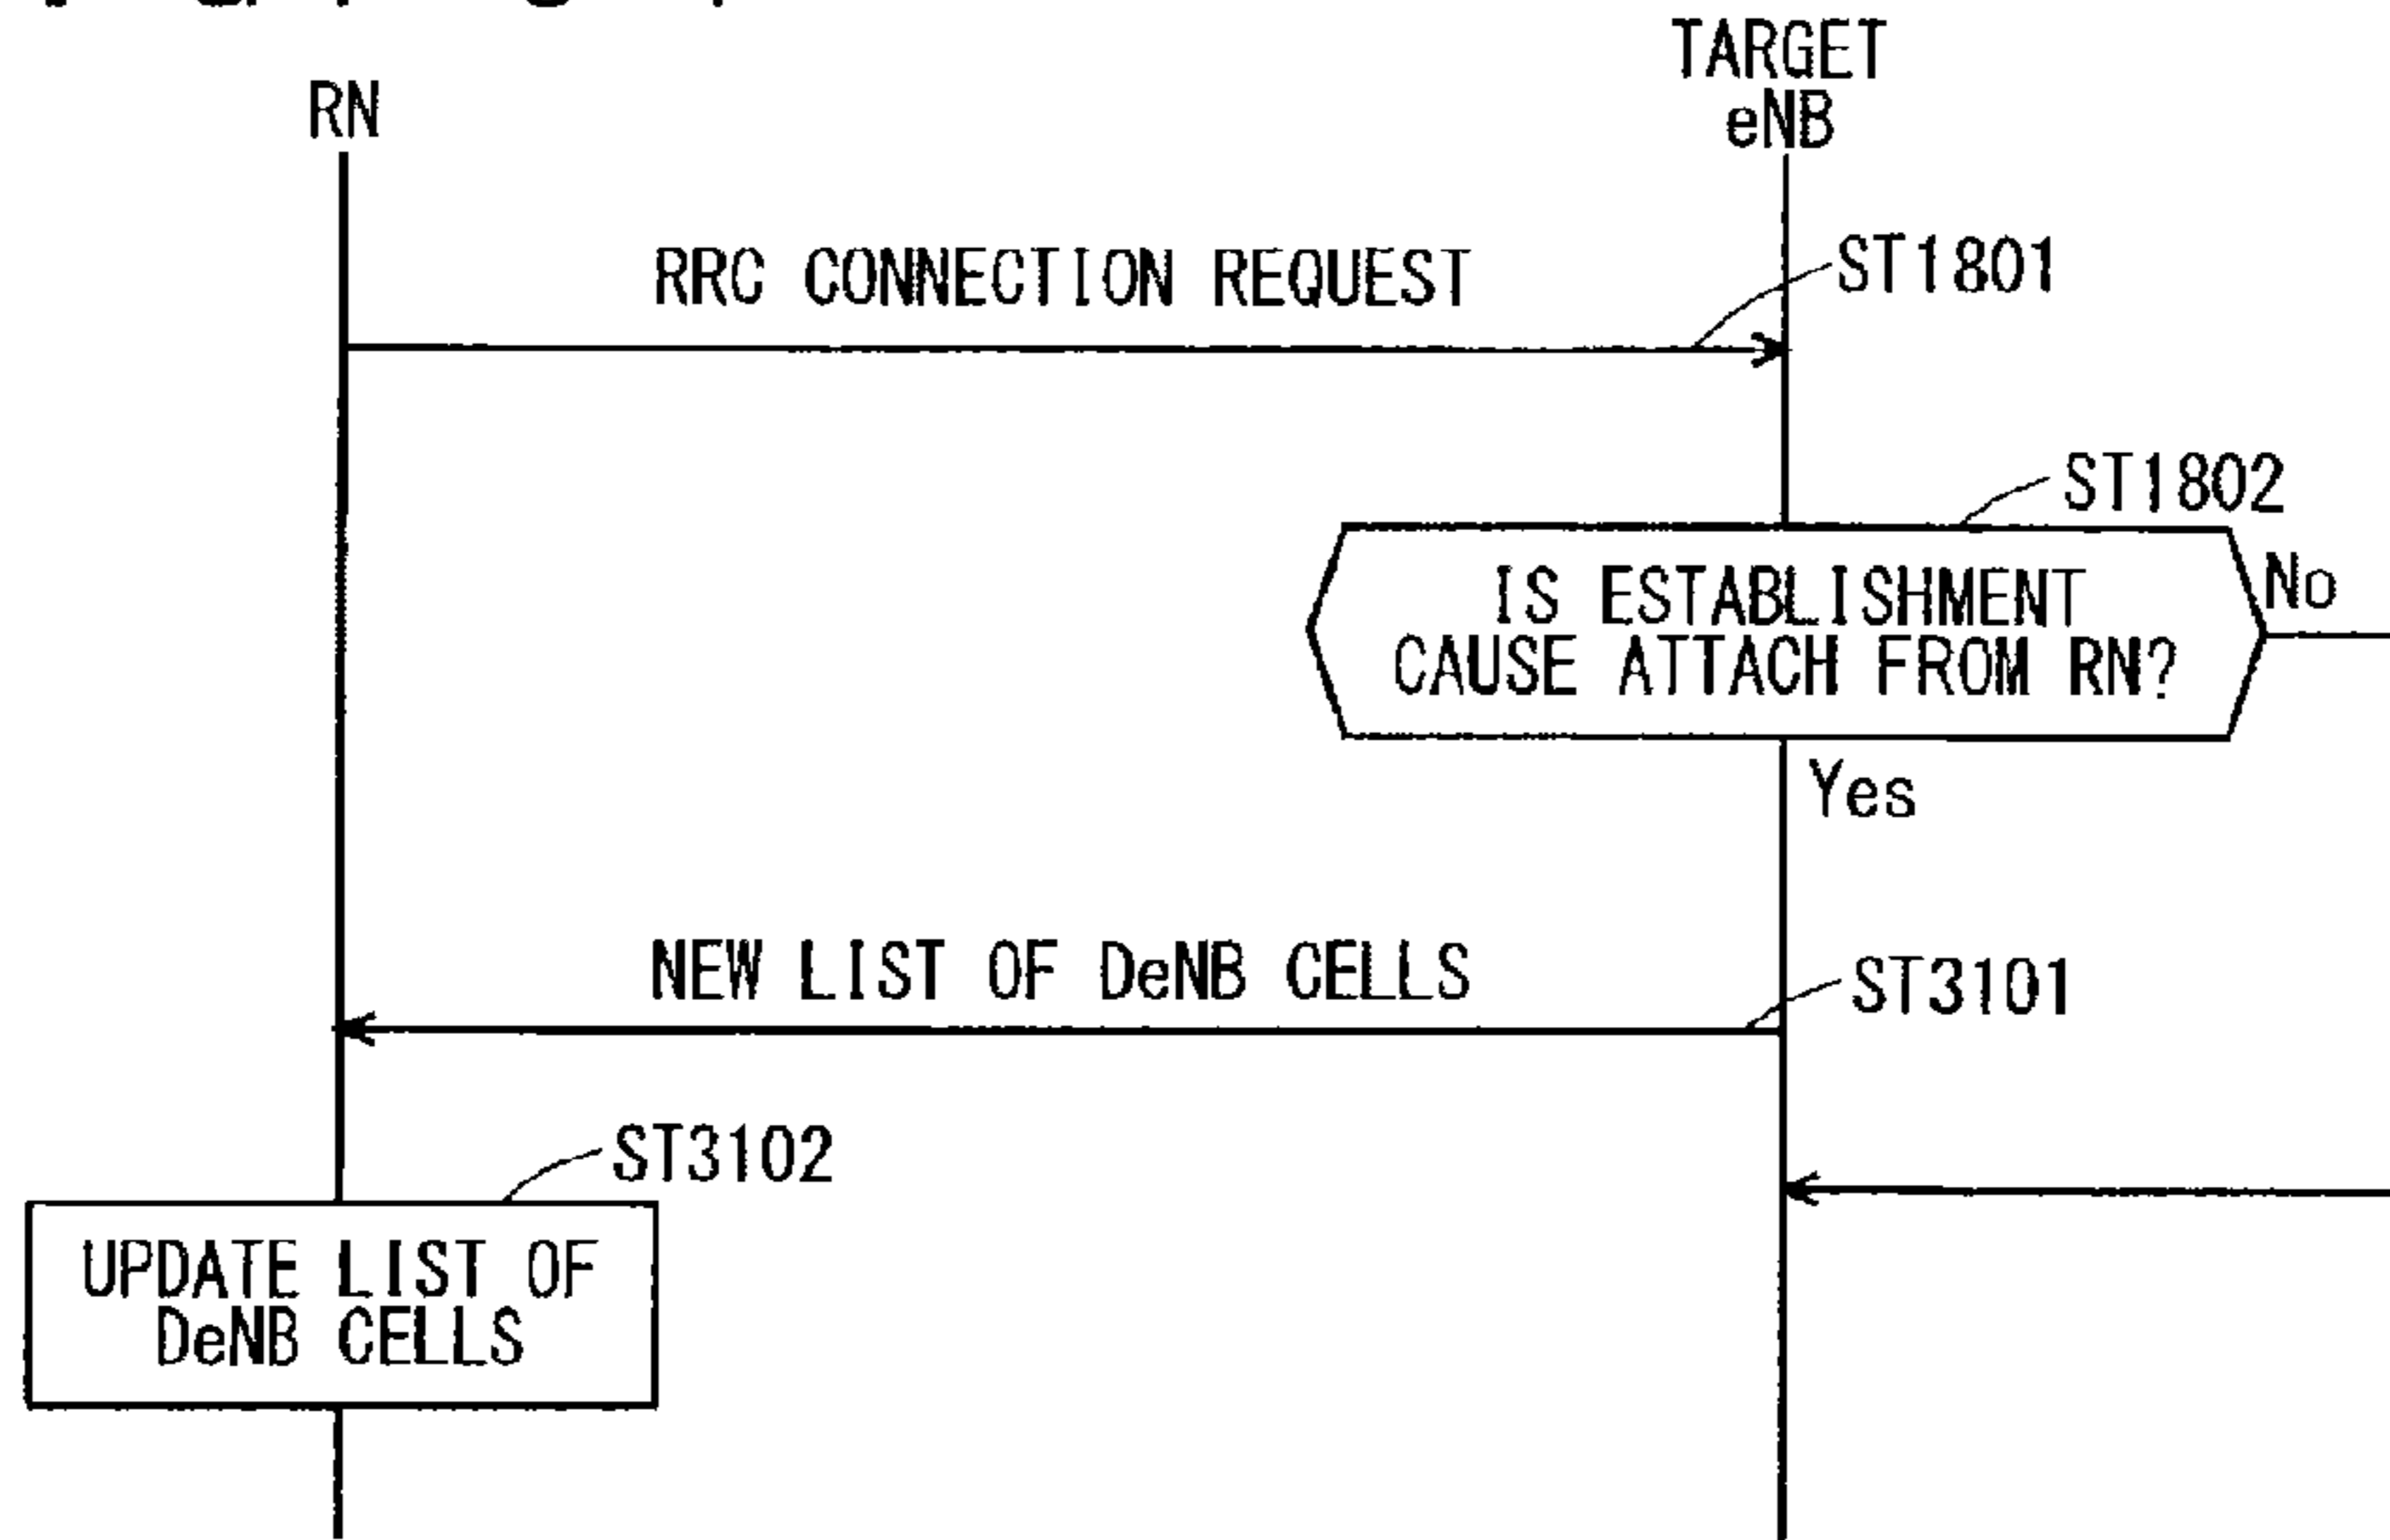 TARGET
eNB
RN
RRC CONNECTION REQUEST
ST1801
ST1802
IS ESTABLISHMENT
CAUSE ATTACH FROM RN?
No
Yes
NEW LIST OF DeNB CELLS
ST3101
ST3102
UPDATE LIST OF
DeNB CELLS